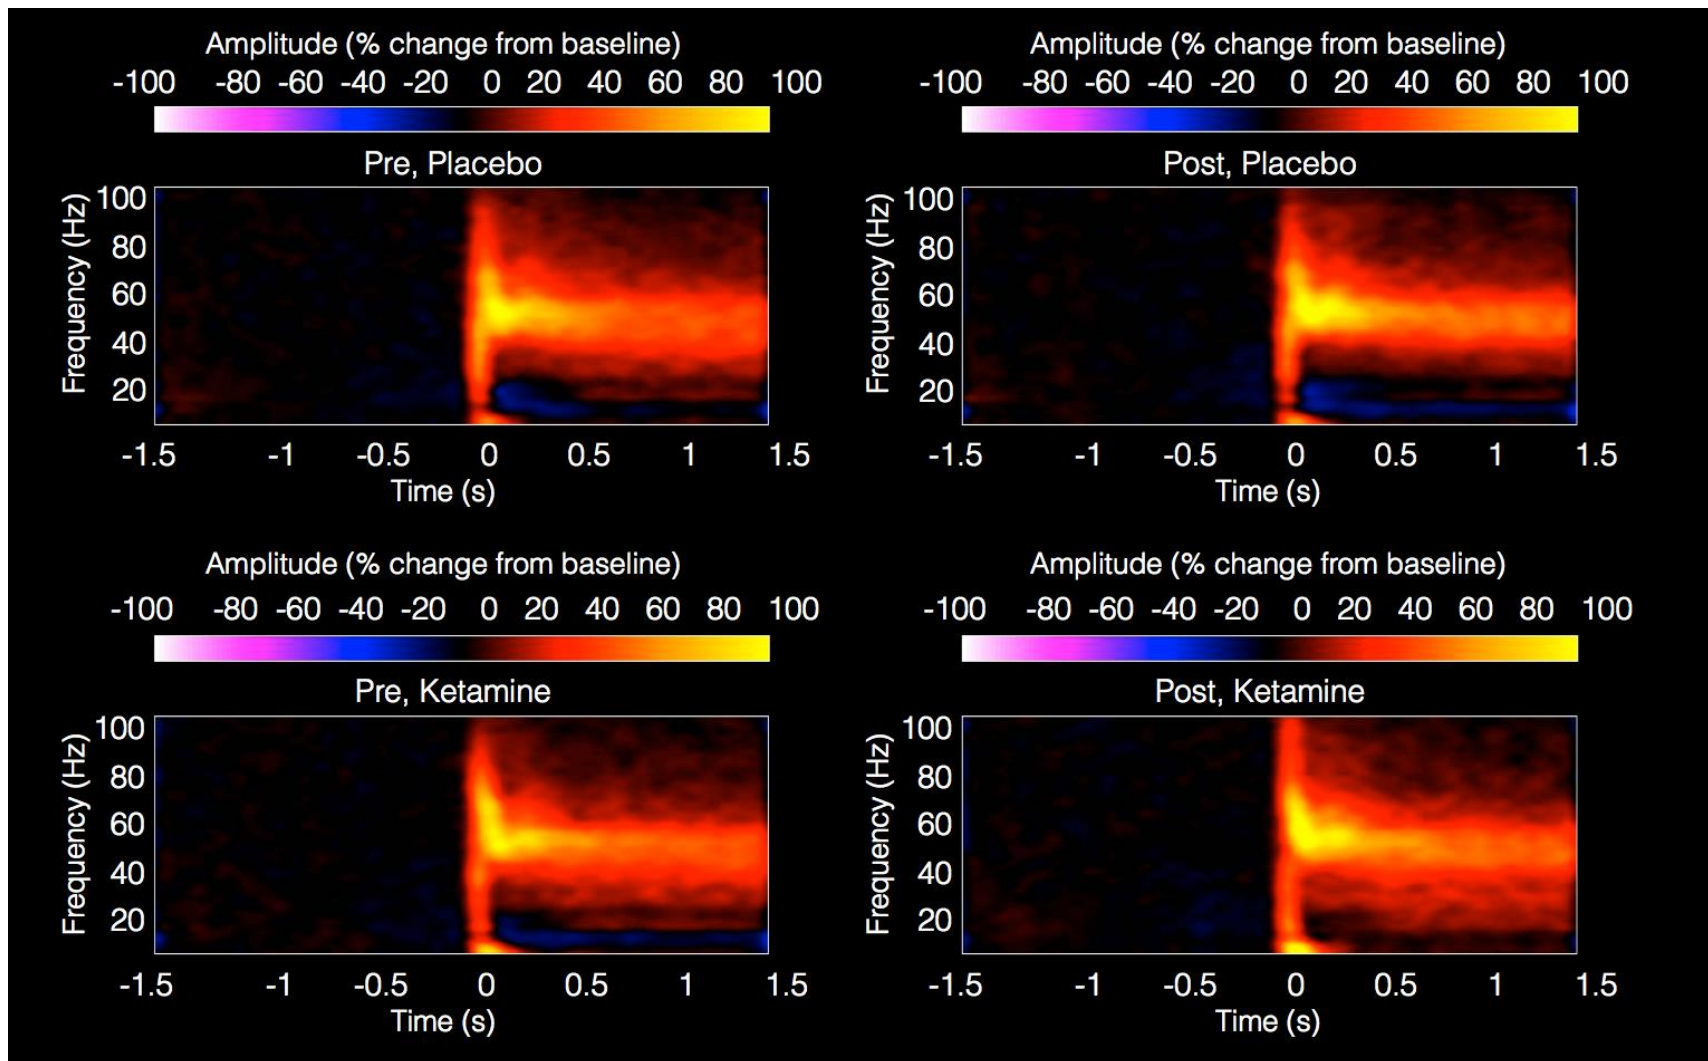 Amplitude (% change from baseline)
-100 -80 -60 -40 -20 0 20 40 60 80 100
Pre, Placebo
Frequency (Hz)
100
80
60
40
20
-1.5 -1 -0.5 0 0.5 1 1.5
Time (s)
Amplitude (% change from baseline)
-100 -80 -60 -40 -20 0 20 40 60 80 100
Post, Placebo
Frequency (Hz)
100
80
60
40
20
-1.5 -1 -0.5 0 0.5 1 1.5
Time (s)
Amplitude (% change from baseline)
-100 -80 -60 -40 -20 0 20 40 60 80 100
Pre, Ketamine
Frequency (Hz)
100
80
60
40
20
-1.5 -1 -0.5 0 0.5 1 1.5
Time (s)
Amplitude (% change from baseline)
-100 -80 -60 -40 -20 0 20 40 60 80 100
Post, Ketamine
Frequency (Hz)
100
80
60
40
20
-1.5 -1 -0.5 0 0.5 1 1.5
Time (s)